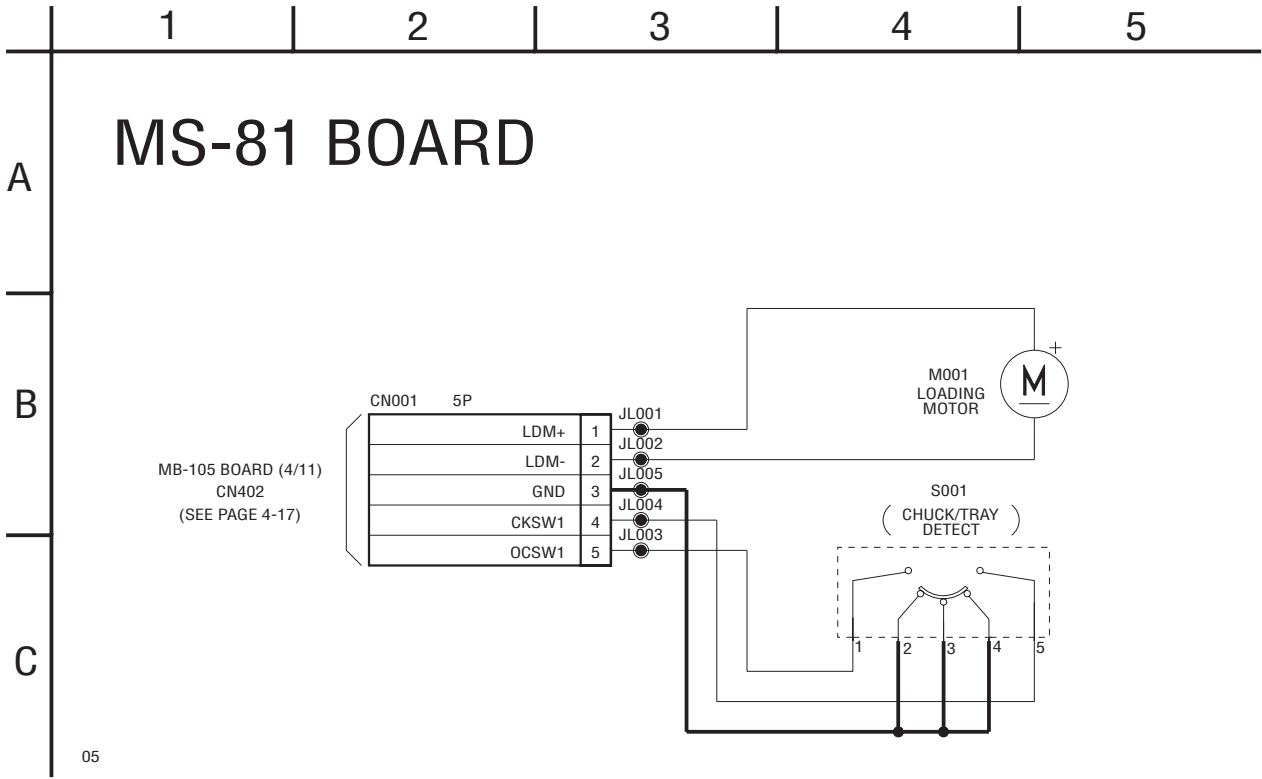 1 2 3 4 5
A
MS-81 BOARD
B
CN001 5P
MB-105 BOARD (4/11)
CN402
(SEE PAGE 4-17)
LDM+ 1 JL001
LDM- 2 JL002
GND 3 JL005
CKSW1 4 JL004
OCSW1 5 JL003
M001
LOADING
MOTOR
M +
S001
( CHUCK/TRAY )
DETECT
C
1 2 3 4 5
05